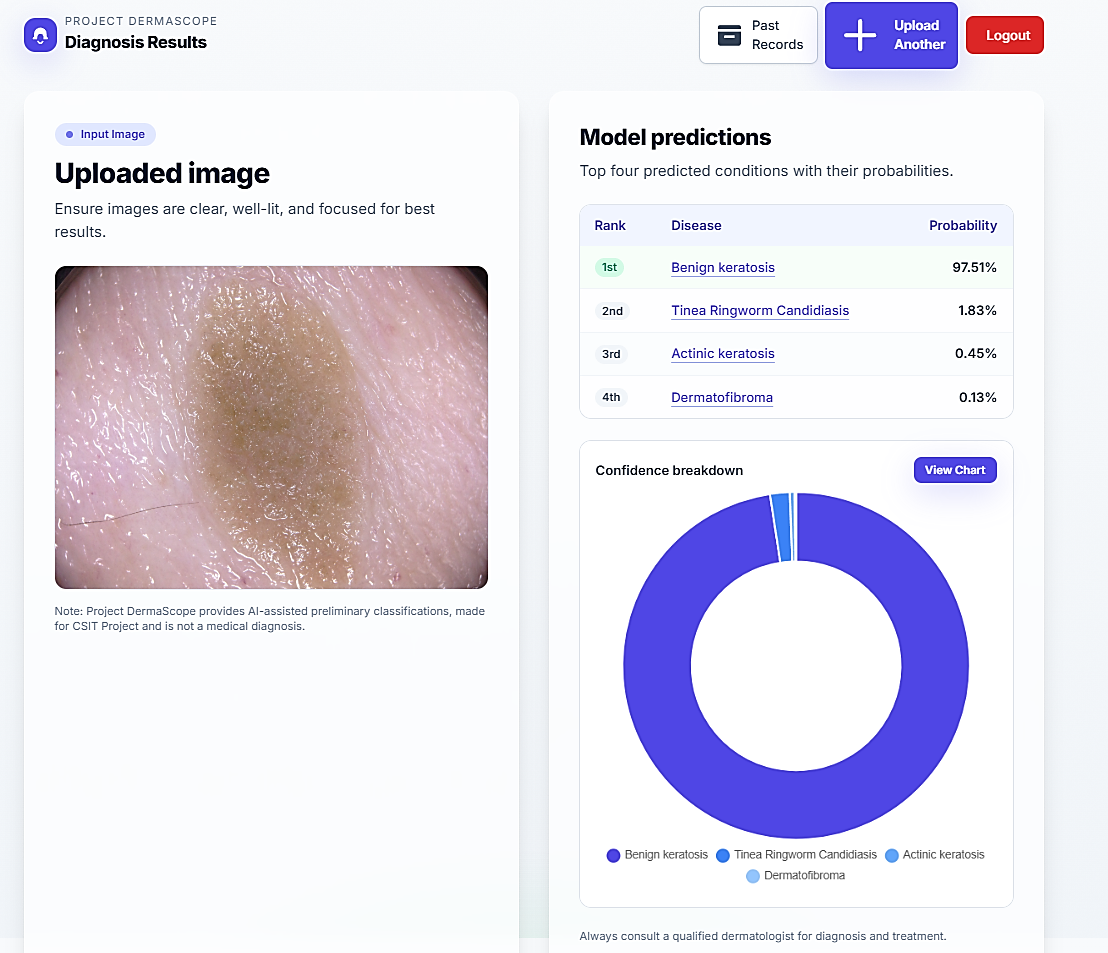 PROJECT DERMASCOPE
Diagnosis Results
Past
Records
Upload
Another
Logout
Input Image
Uploaded image
Ensure images are clear, well-lit, and focused for best
results.
Note: Project DermaScope provides AI-assisted preliminary classifications, made
for CSIT Project and is not a medical diagnosis.
Model predictions
Top four predicted conditions with their probabilities.
Rank Disease Probability
1st Benign keratosis 97.51%
2nd Tinea Ringworm Candidiasis 1.83%
3rd Actinic keratosis 0.45%
4th Dermatofibroma 0.13%
Confidence breakdown
View Chart
Benign keratosis Tinea Ringworm Candidiasis Actinic keratosis
Dermatofibroma
Always consult a qualified dermatologist for diagnosis and treatment.